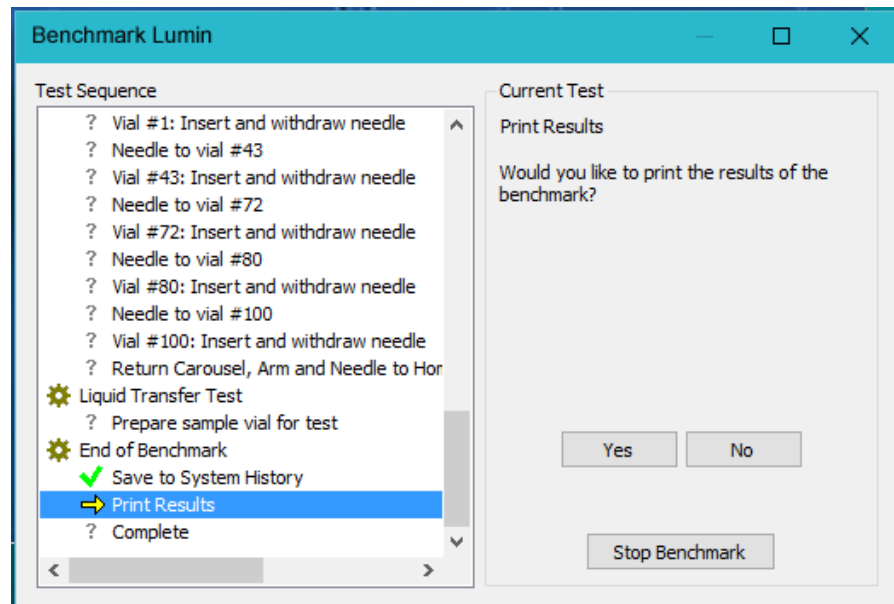 Benchmark Lumin
Test Sequence
? Vial #1: Insert and withdraw needle
? Needle to vial #43
? Vial #43: Insert and withdraw needle
? Needle to vial #72
? Vial #72: Insert and withdraw needle
? Needle to vial #80
? Vial #80: Insert and withdraw needle
? Needle to vial #100
? Vial #100: Insert and withdraw needle
? Return Carousel, Arm and Needle to Hor
Liquid Transfer Test
? Prepare sample vial for test
End of Benchmark
Save to System History
Print Results
? Complete
Current Test
Print Results
Would you like to print the results of the
benchmark?
Yes No
Stop Benchmark